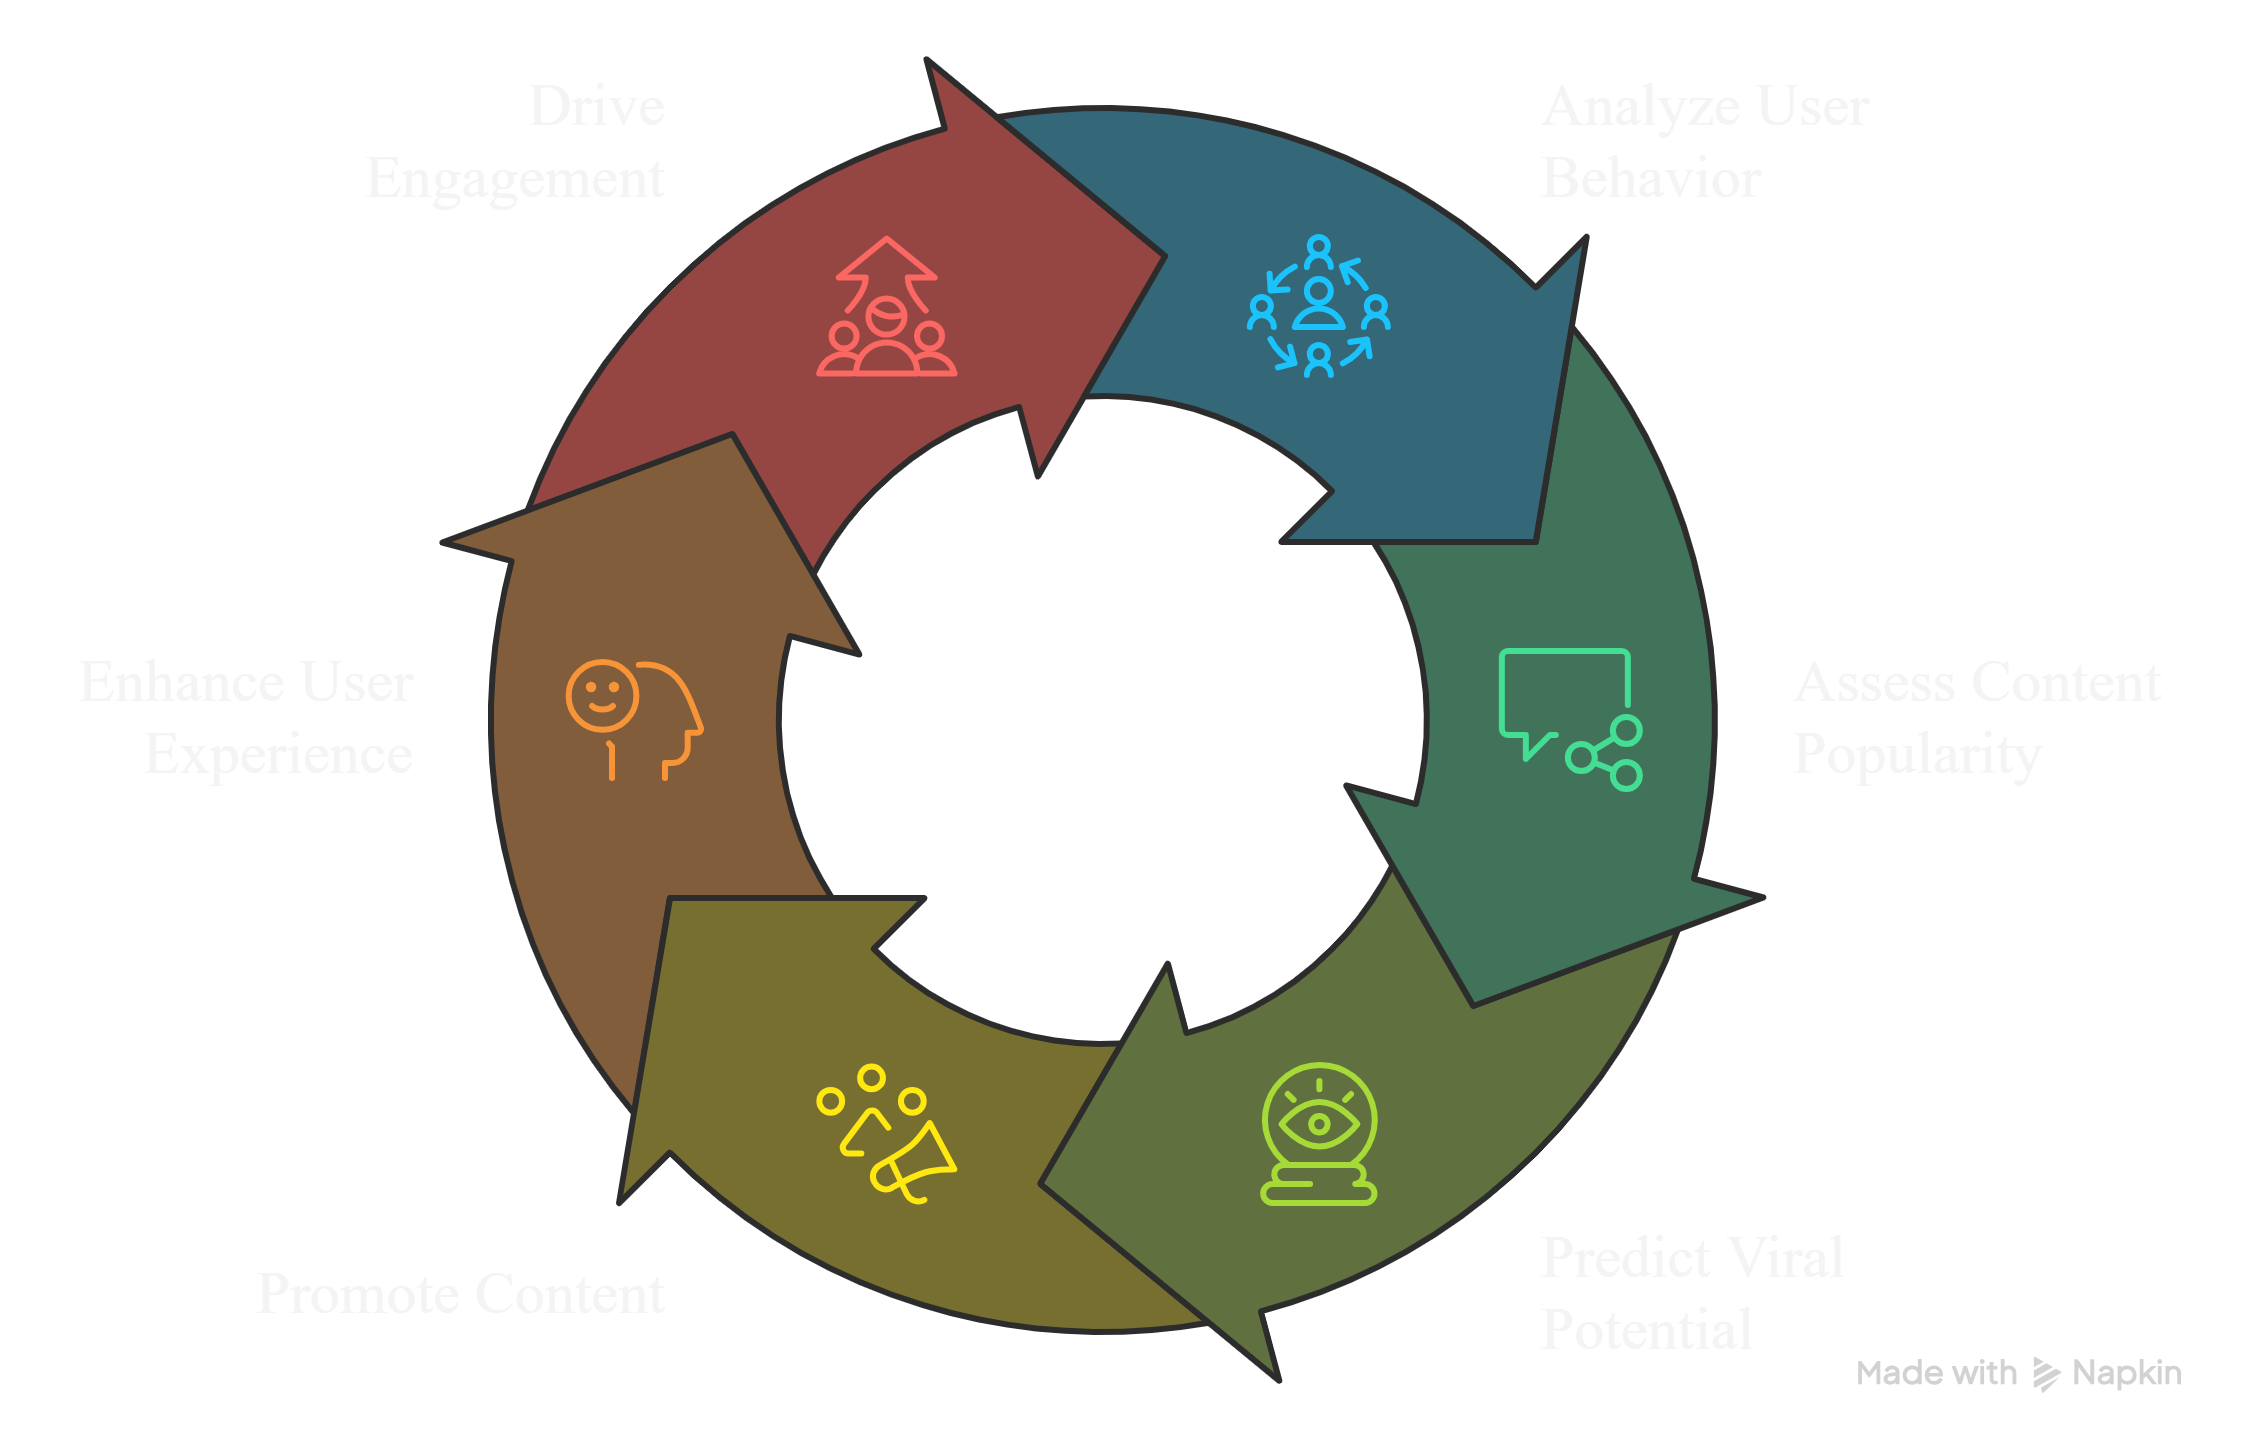 Drive
Engagement
Analyze User
Behavior
Enhance User
Experience
Assess Content
Popularity
Promote Content
Predict Viral
Potential
Made with Napkin